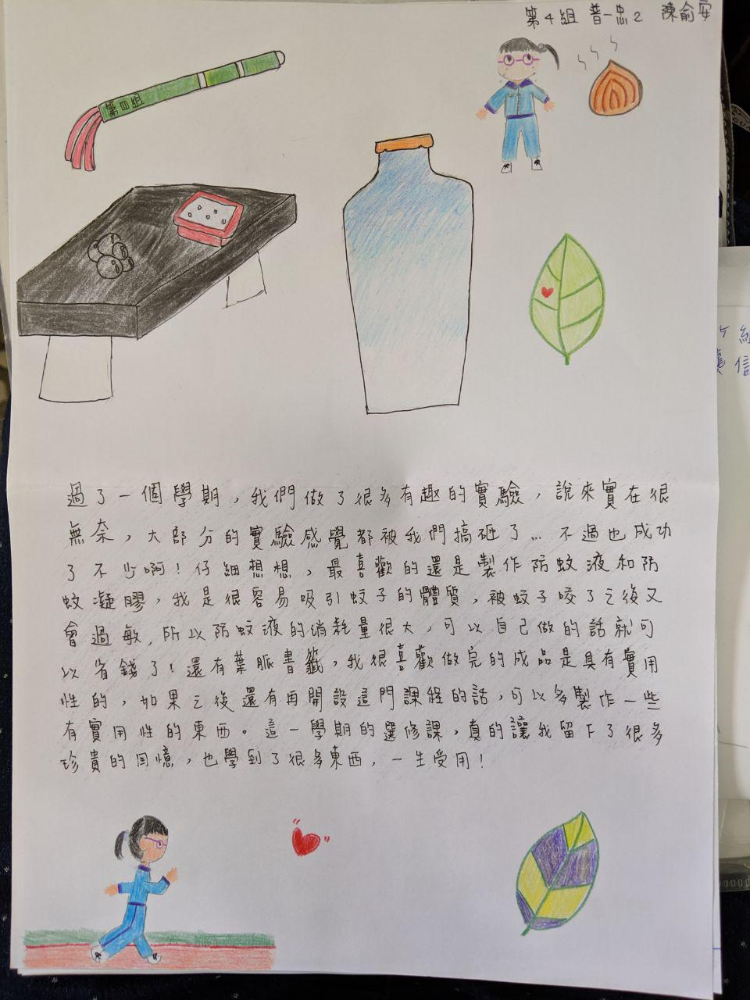 第4組 普一忠2 陳俞安
第四組
過了一個學期，我們做了很多有趣的實驗，說來實在很
無奈，大部分的實驗感覺都被我們搞砸了…不過也成功
了不少啊！仔細想想，最喜歡的還是製作防蚊液和防
蚊凝膠，我是很容易吸引蚊子的體質，被蚊子咬了之後又
會過敏，所以防蚊液的消耗量很大，可以自己做的話就可
以省錢了！還有葉脈書籤，我很喜歡做完的成品是具有實用
性的，如果之後還有再開設這門課程的話，可以多製作一些
有實用性的東西。這一學期的選修課，真的讓我留下了很多
珍貴的回憶，也學到了很多東西，一生受用！